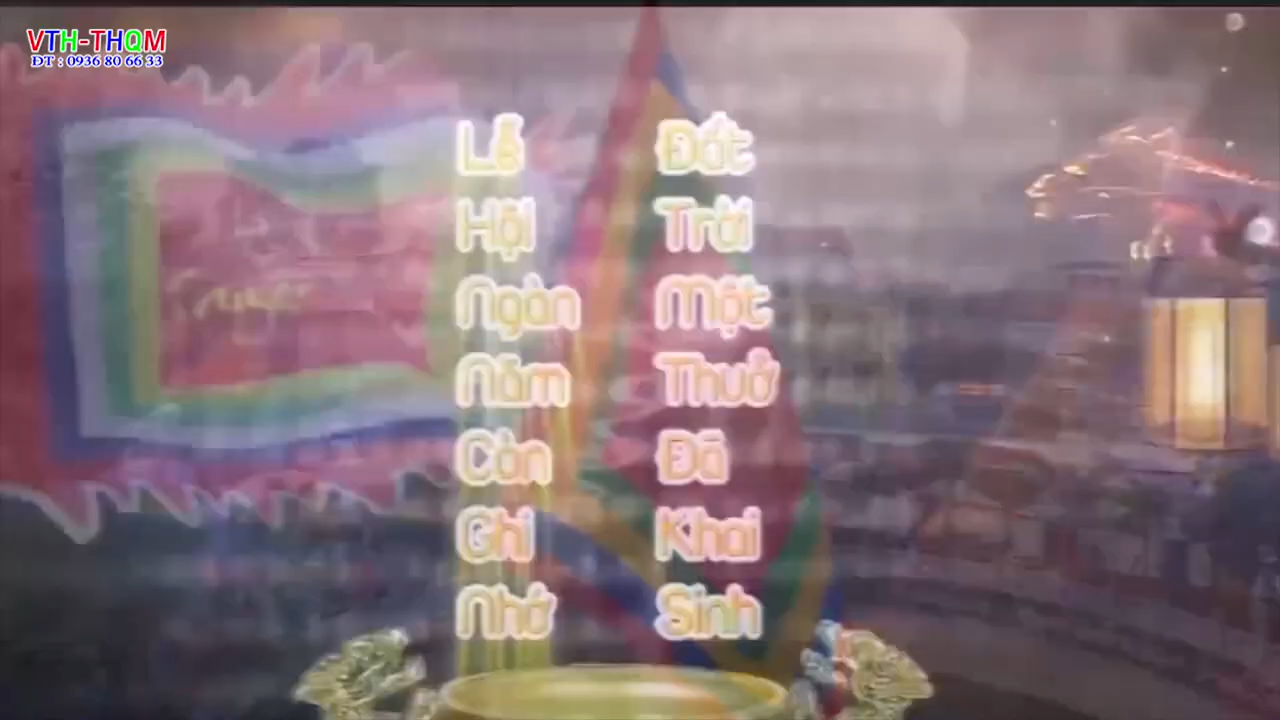 VTH-THQM
ĐT : 0936 80 66 33
Lễ
Hội
Ngàn
Năm
Còn
Ghi
Nhớ
Đất
Trời
Một
Thuở
Đã
Khai
Sinh